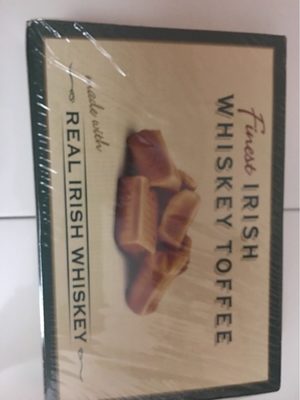 Finest IRISH
WHISKEY TOFFEE
made with
REAL IRISH WHISKEY